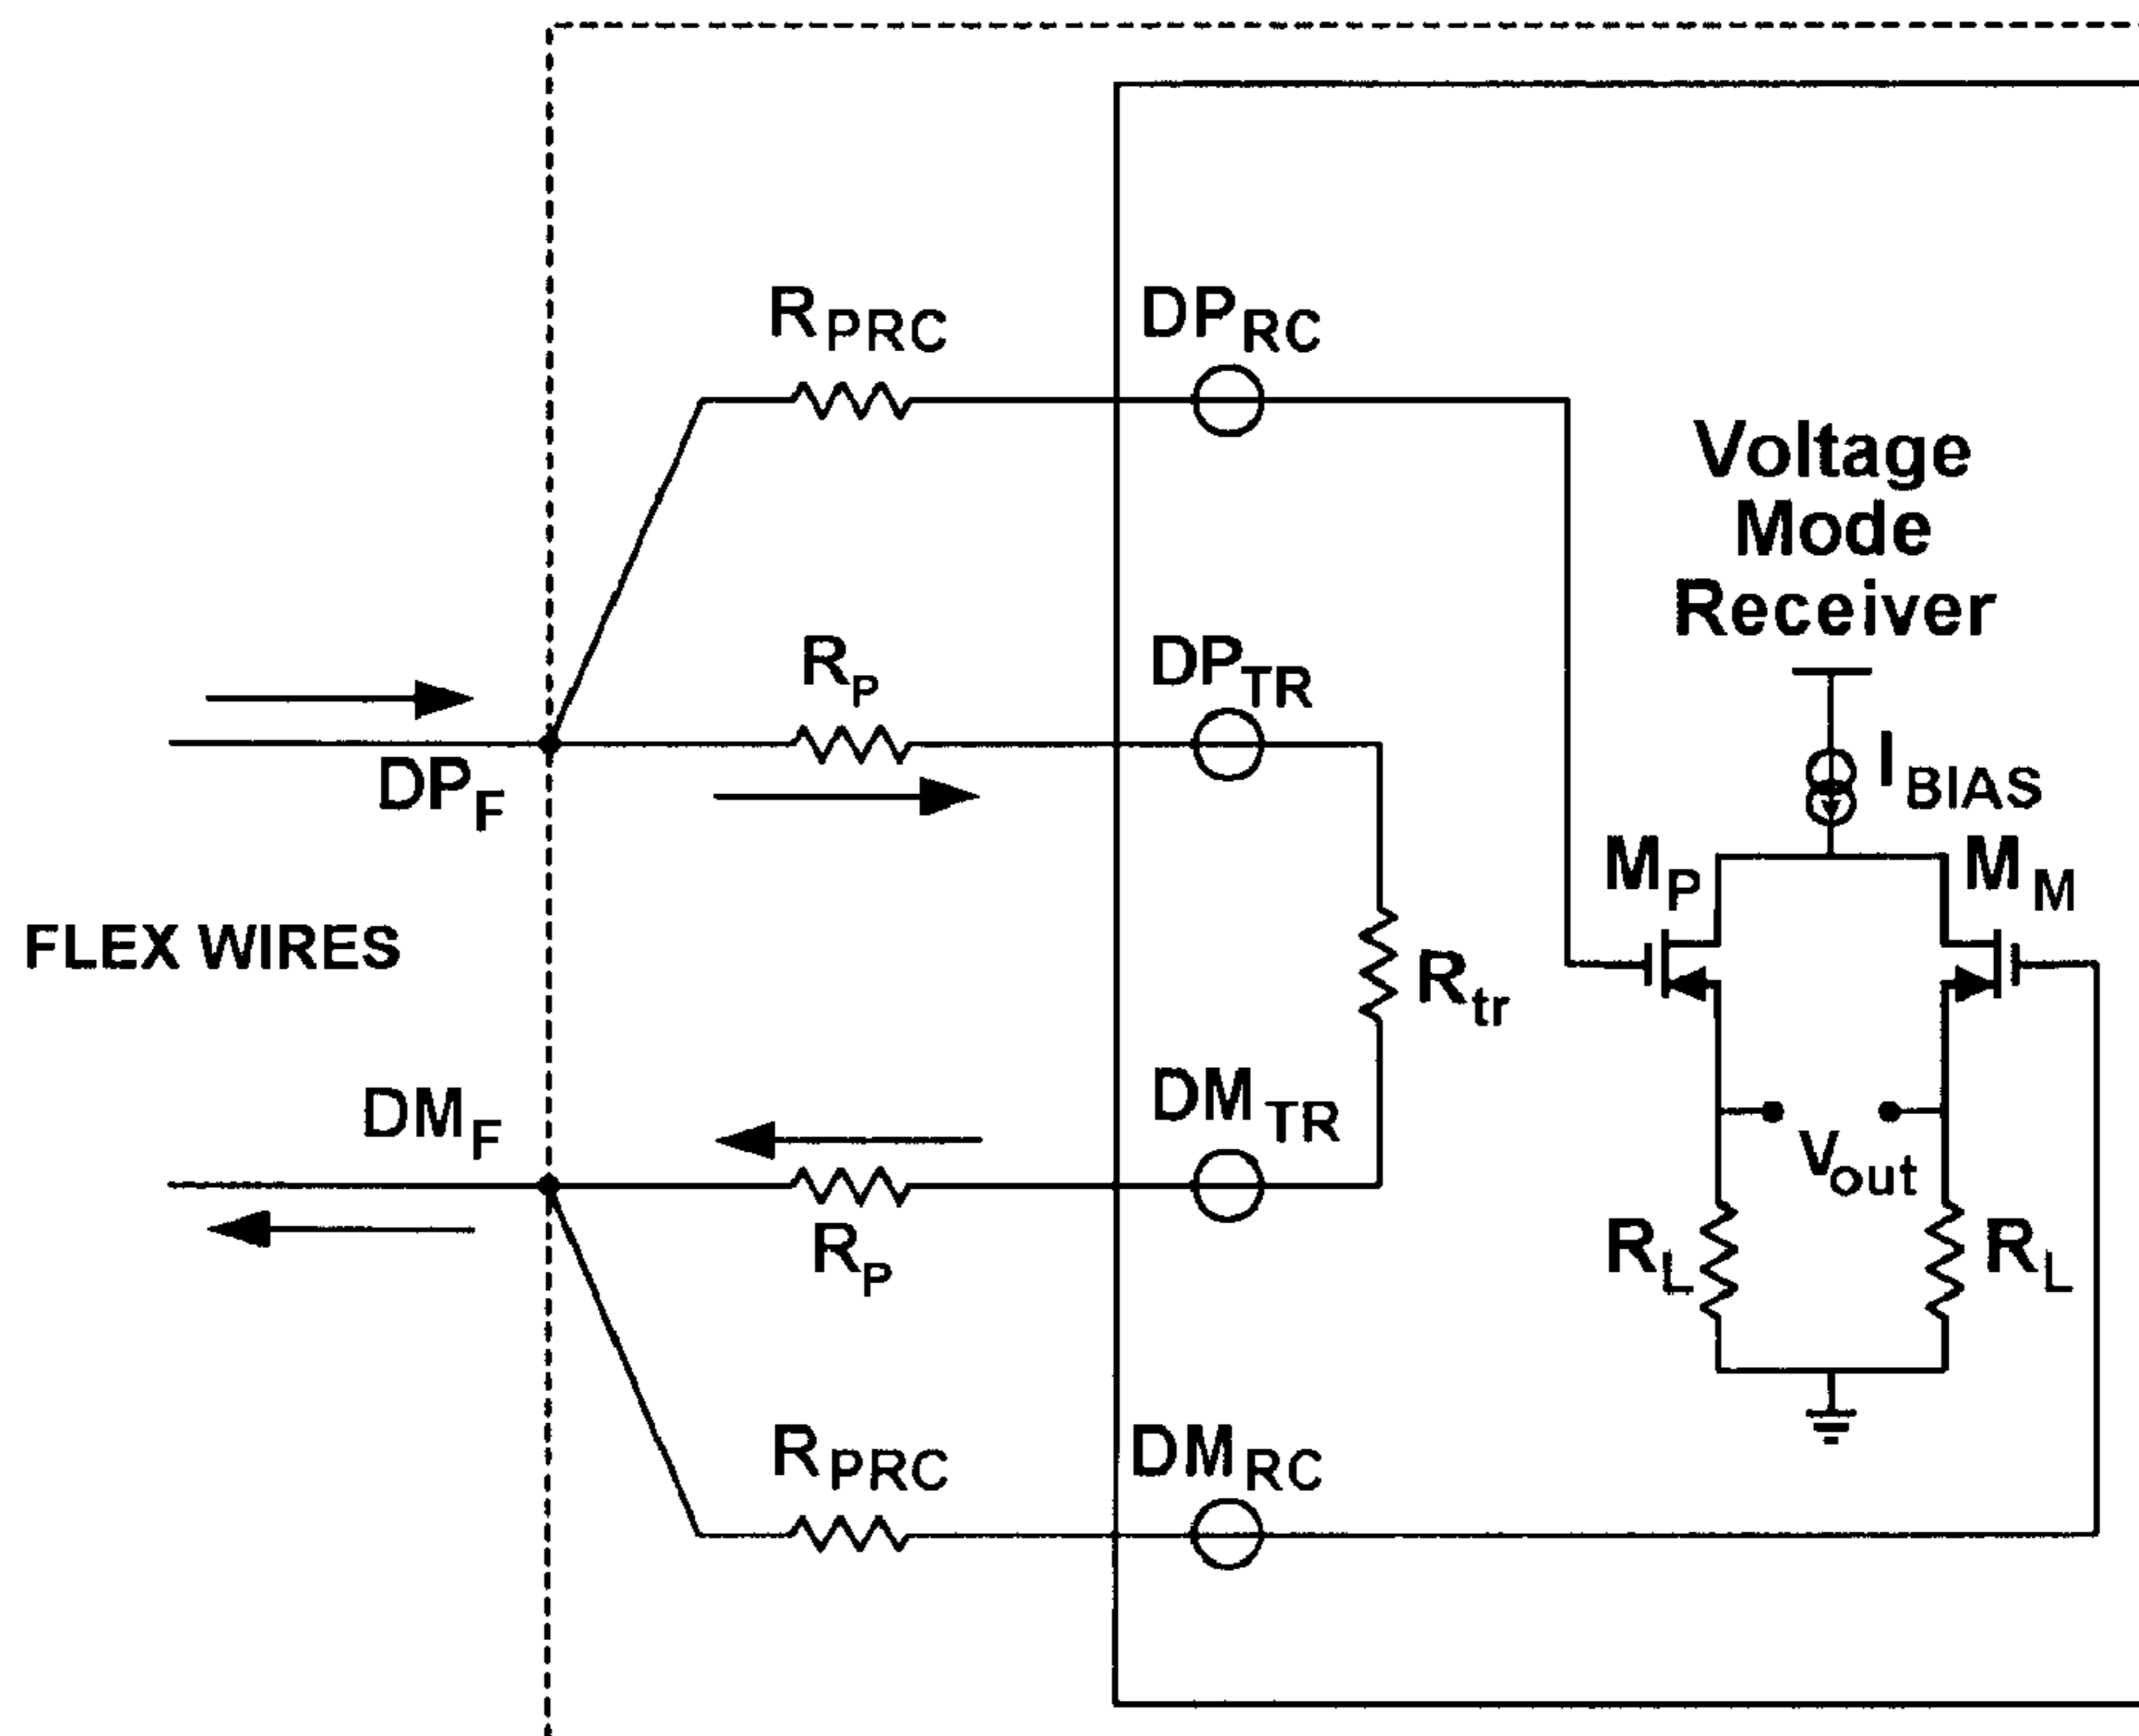 RPRC
DPRC
Voltage
Mode
Receiver
RP
DPTR
DPF
IBIAS
MP
MM
FLEX WIRES
Rtr
DMF
DMTR
Vout
RP
RL
RL
RPRC
DMRC